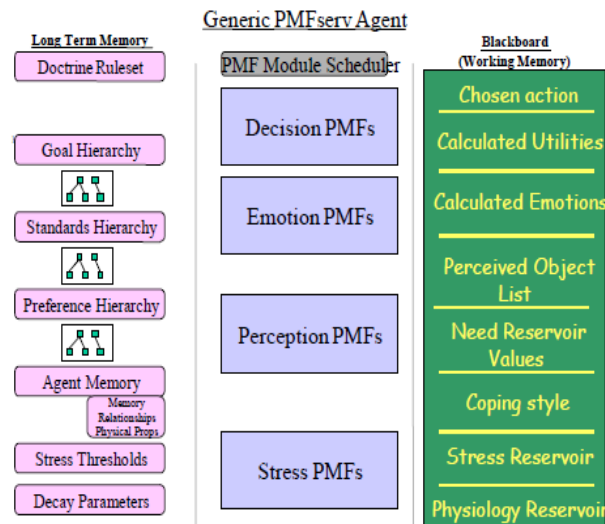 Generic PMFserv Agent
Long Term Memory
Doctrine Ruleset
Goal Hierarchy
Standards Hierarchy
Preference Hierarchy
Agent Memory
Memory
Relationships
Physical Props
Stress Thresholds
Decay Parameters
PMF Module Scheduler
Decision PMFs
Emotion PMFs
Perception PMFs
Stress PMFs
Blackboard
(Working Memory)
Chosen action
Calculated Utilities
Calculated Emotions
Perceived Object
List
Need Reservoir
Values
Coping style
Stress Reservoir
Physiology Reservoir